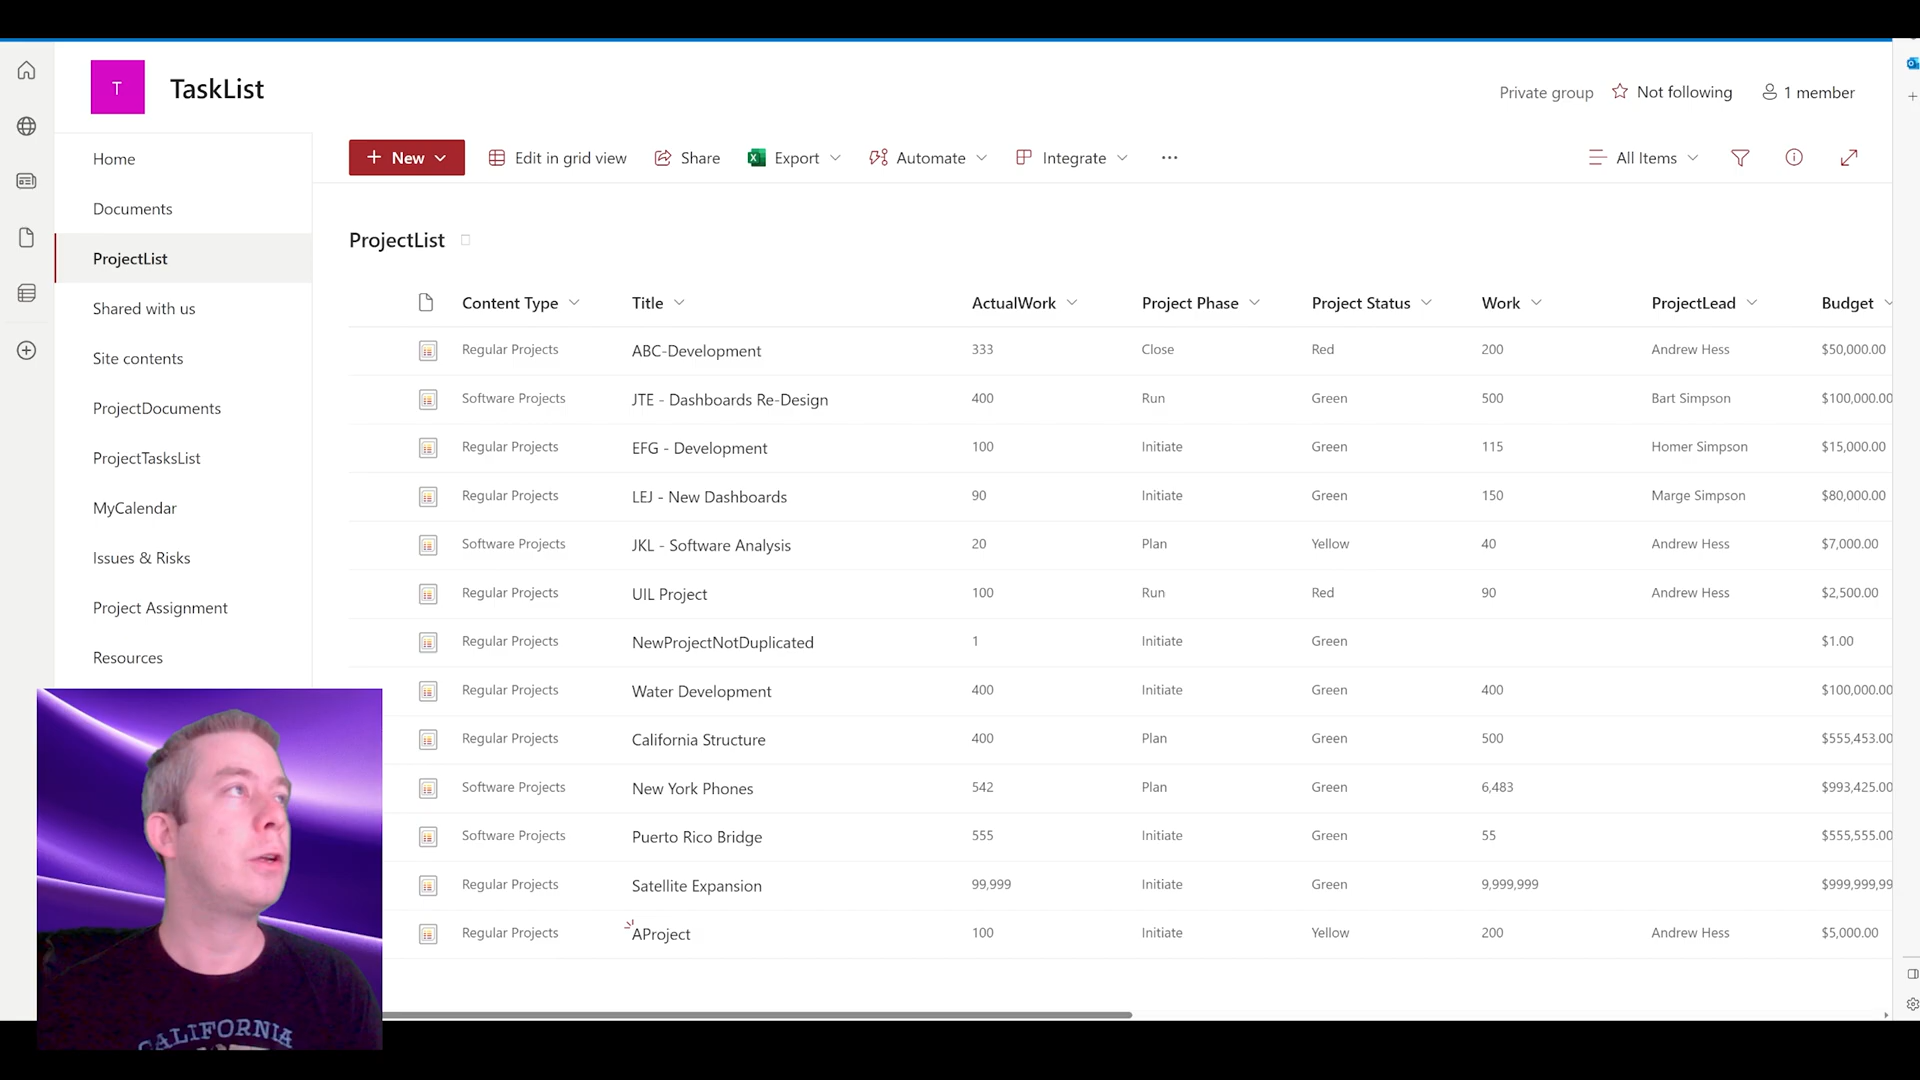 T
TaskList
Private group
Not following
1 member
New
Edit in grid view
Share
Export
Automate
Integrate
All Items
Home
Documents
ProjectList
Shared with us
Site contents
ProjectDocuments
ProjectTasksList
MyCalendar
Issues & Risks
Project Assignment
Resources
ProjectList
Content Type Title ActualWork Project Phase Project Status Work ProjectLead Budget
Regular Projects ABC-Development 333 Close Red 200 Andrew Hess $50,000.00
Software Projects JTE - Dashboards Re-Design 400 Run Green 500 Bart Simpson $100,000.00
Regular Projects EFG - Development 100 Initiate Green 115 Homer Simpson $15,000.00
Regular Projects LEJ - New Dashboards 90 Initiate Green 150 Marge Simpson $80,000.00
Software Projects JKL - Software Analysis 20 Plan Yellow 40 Andrew Hess $7,000.00
Regular Projects UIL Project 100 Run Red 90 Andrew Hess $2,500.00
Regular Projects NewProjectNotDuplicated 1 Initiate Green $1.00
Regular Projects Water Development 400 Initiate Green 400 $100,000.00
Regular Projects California Structure 400 Plan Green 500 $555,453.00
Software Projects New York Phones 542 Plan Green 6,483 $993,425.00
Software Projects Puerto Rico Bridge 555 Initiate Green 55 $555,555.00
Regular Projects Satellite Expansion 99,999 Initiate Green 9,999,999 $999,999,99
Regular Projects AProject 100 Initiate Yellow 200 Andrew Hess $5,000.00
CALIFORNIA